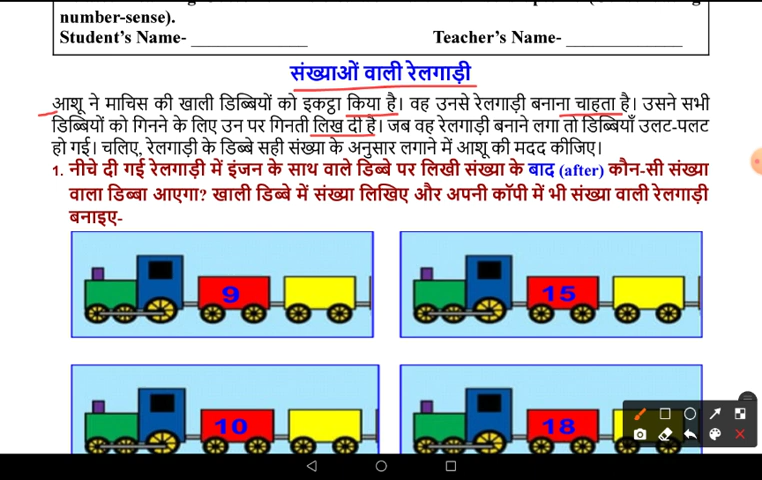 number-sense).
Student's Name- ______________ Teacher's Name- ______________
संख्याओं वाली रेलगाड़ी
आशू ने माचिस की खाली डिब्बियों को इकट्ठा किया है। वह उनसे रेलगाड़ी बनाना चाहता है। उसने सभी
डिब्बियों को गिनने के लिए उन पर गिनती लिख दी है। जब वह रेलगाड़ी बनाने लगा तो डिब्बियाँ उलट-पलट
हो गई। चलिए, रेलगाड़ी के डिब्बे सही संख्या के अनुसार लगाने में आशू की मदद कीजिए।
1. नीचे दी गई रेलगाड़ी में इंजन के साथ वाले डिब्बे पर लिखी संख्या के बाद (after) कौन-सी संख्या
वाला डिब्बा आएगा? खाली डिब्बे में संख्या लिखिए और अपनी कॉपी में भी संख्या वाली रेलगाड़ी
बनाइए-
9 15
10 18